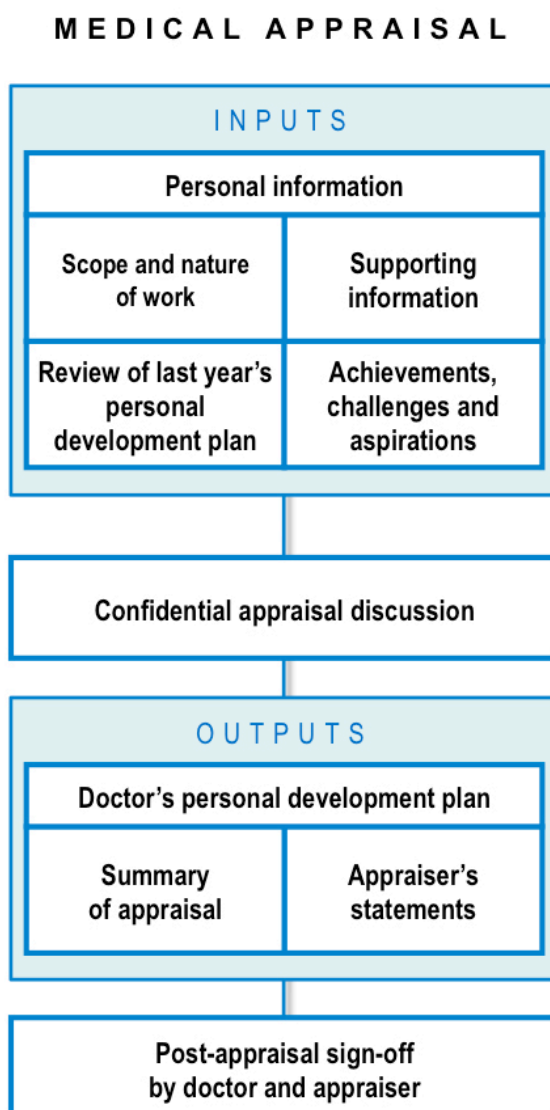 MEDICAL APPRAISAL
INPUTS
Personal information
Scope and nature
of work
Supporting
information
Review of last year's
personal
development plan
Achievements,
challenges and
aspirations
Confidential appraisal discussion
OUTPUTS
Doctor's personal development plan
Summary
of appraisal
Appraiser's
statements
Post-appraisal sign-off
by doctor and appraiser